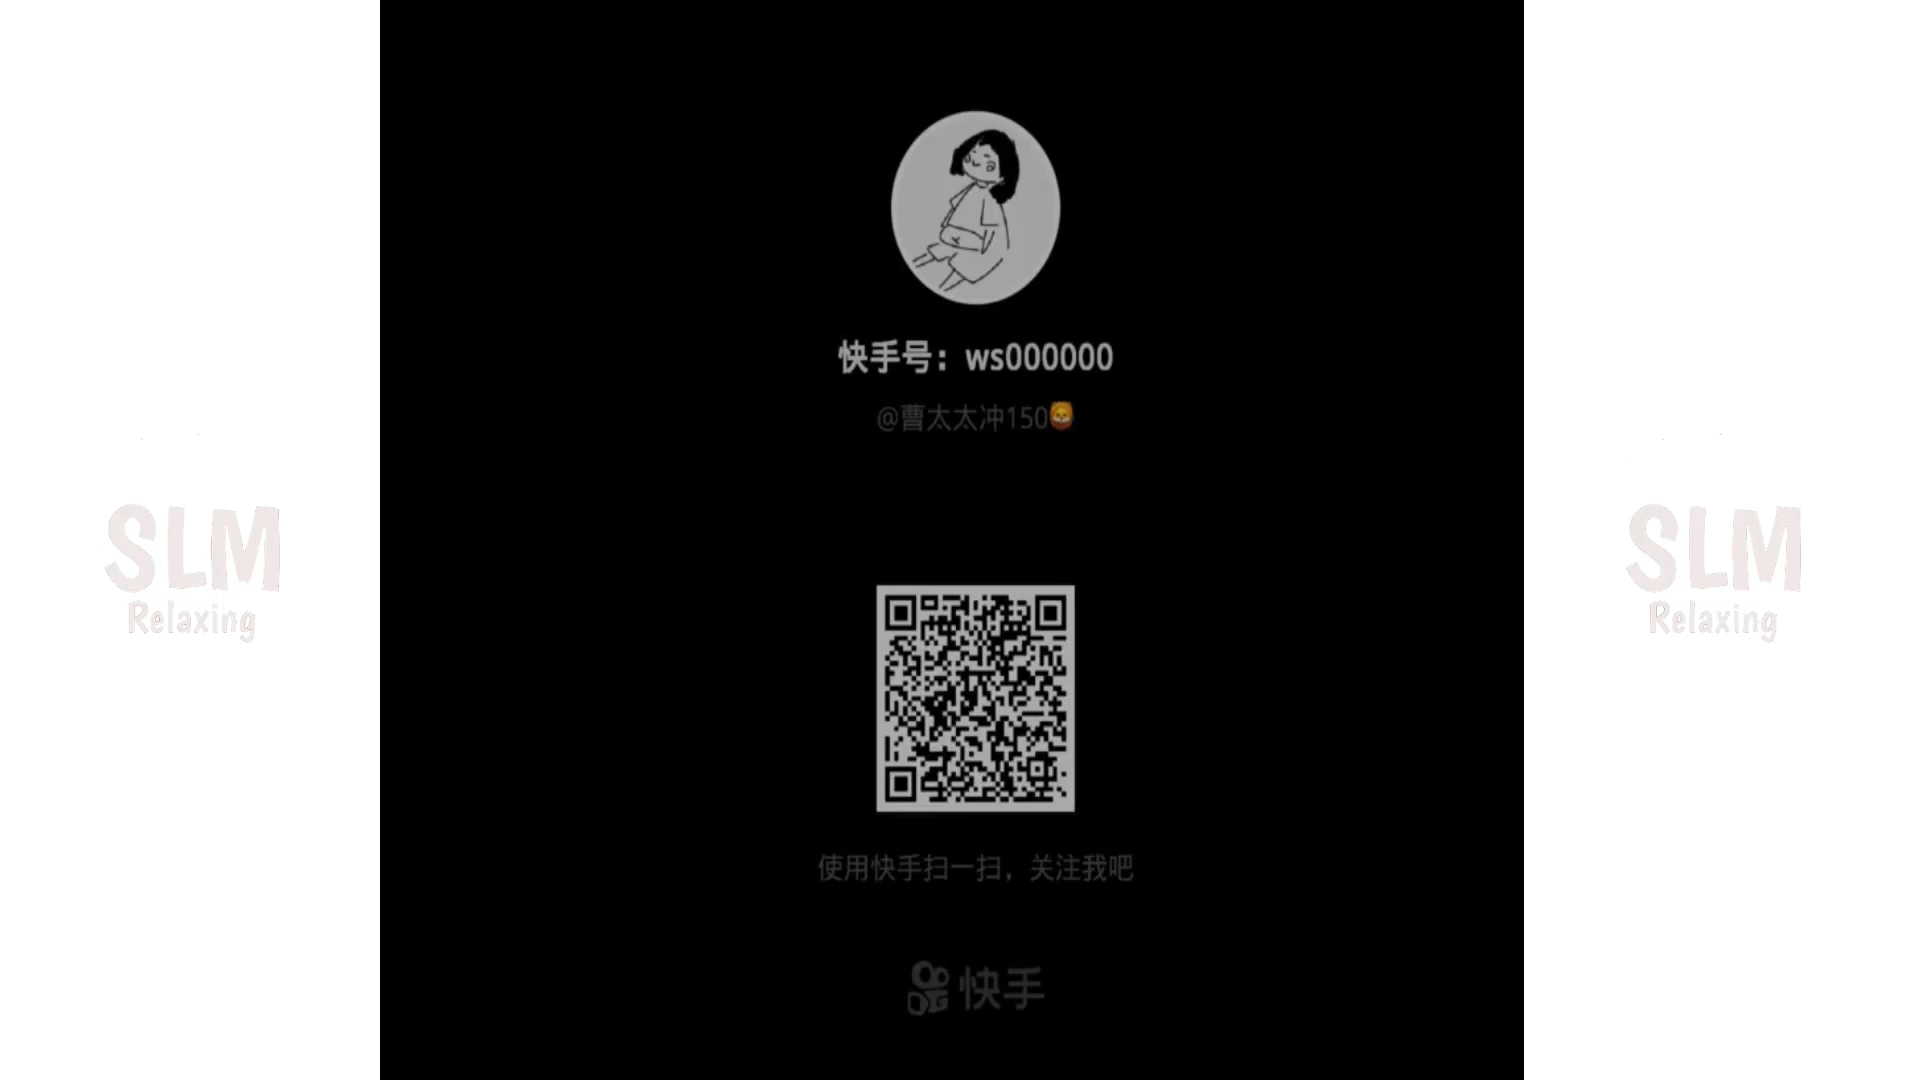 快手号：ws000000
@曹太太冲150🦁
SLM
Relaxing
SLM
Relaxing
使用快手扫一扫，关注我吧
快手